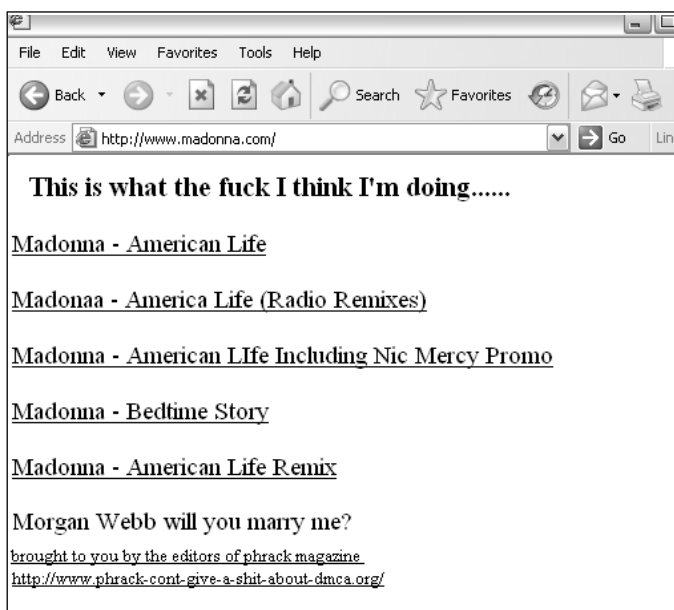 File Edit View Favorites Tools Help
Back Search Favorites
Address http://www.madonna.com/ Go Lin
This is what the fuck I think I'm doing......
Madonna - American Life
Madonaa - America Life (Radio Remixes)
Madonna - American LIfe Including Nic Mercy Promo
Madonna - Bedtime Story
Madonna - American Life Remix
Morgan Webb will you marry me?
brought to you by the editors of phrack magazine
http://www.phrack-cont-give-a-shit-about-dmca.org/